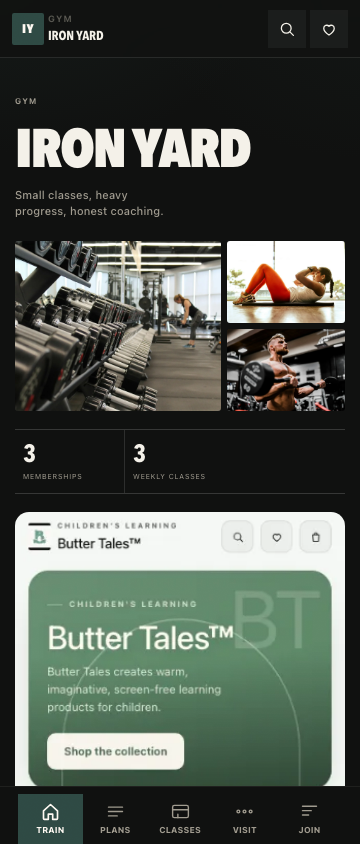 IY
GYM
IRON YARD
GYM
IRON YARD
Small classes, heavy
progress, honest coaching.
3
MEMBERSHIPS
3
WEEKLY CLASSES
CHILDREN'S LEARNING
Butter Tales™
BT
CHILDREN'S LEARNING
Butter Tales™
Butter Tales creates warm,
imaginative, screen-free learning
products for children.
Shop the collection
TRAIN
PLANS
CLASSES
VISIT
JOIN